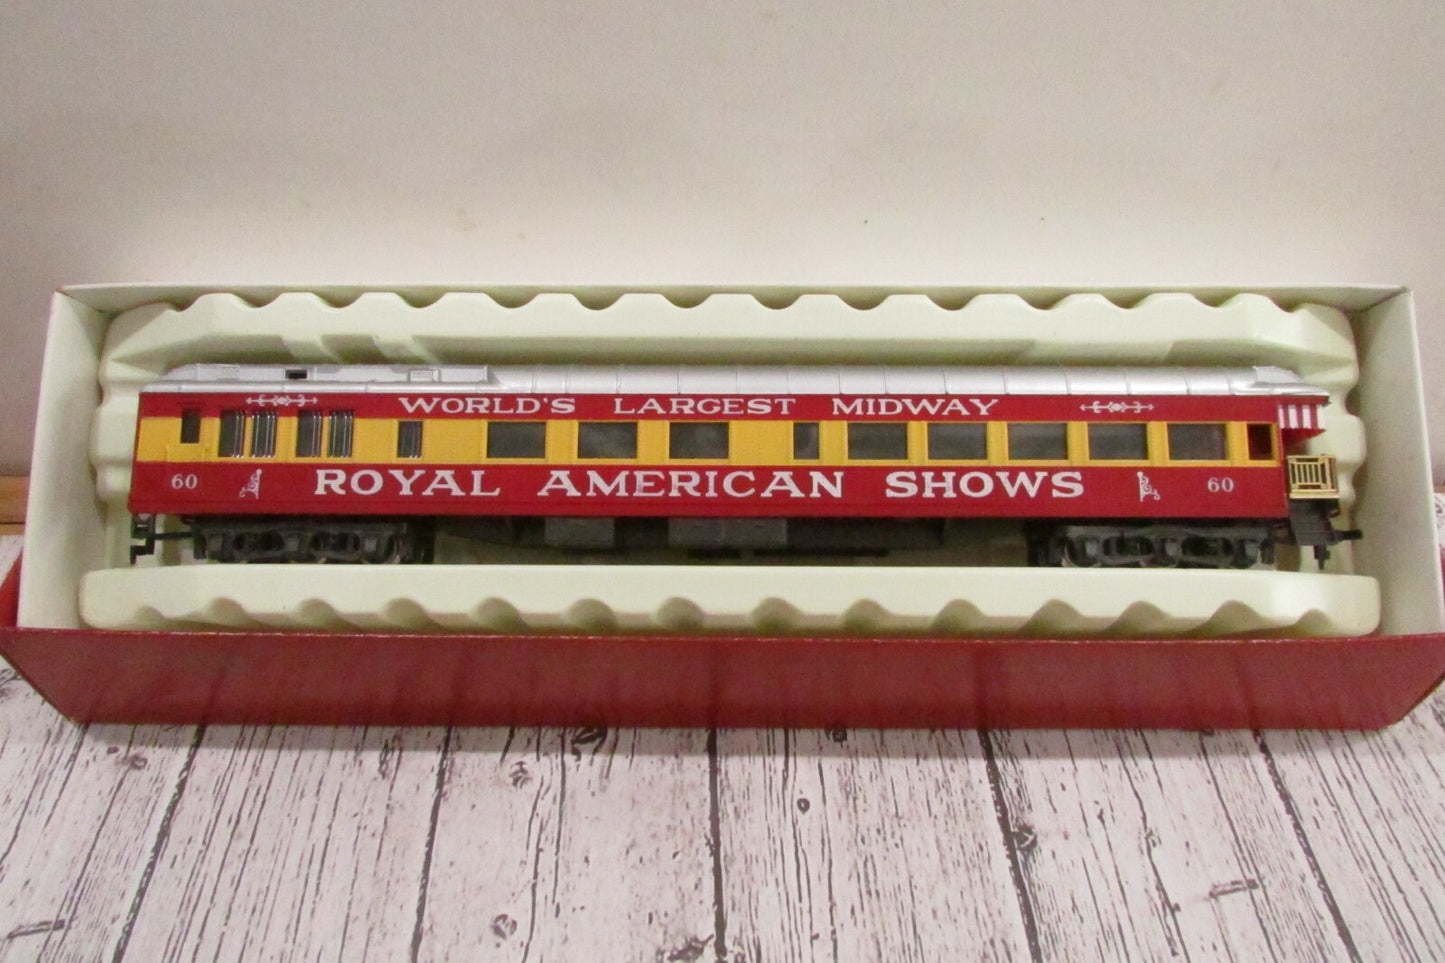 WORLD'S LARGEST MIDWAY
60 ROYAL AMERICAN SHOWS 60